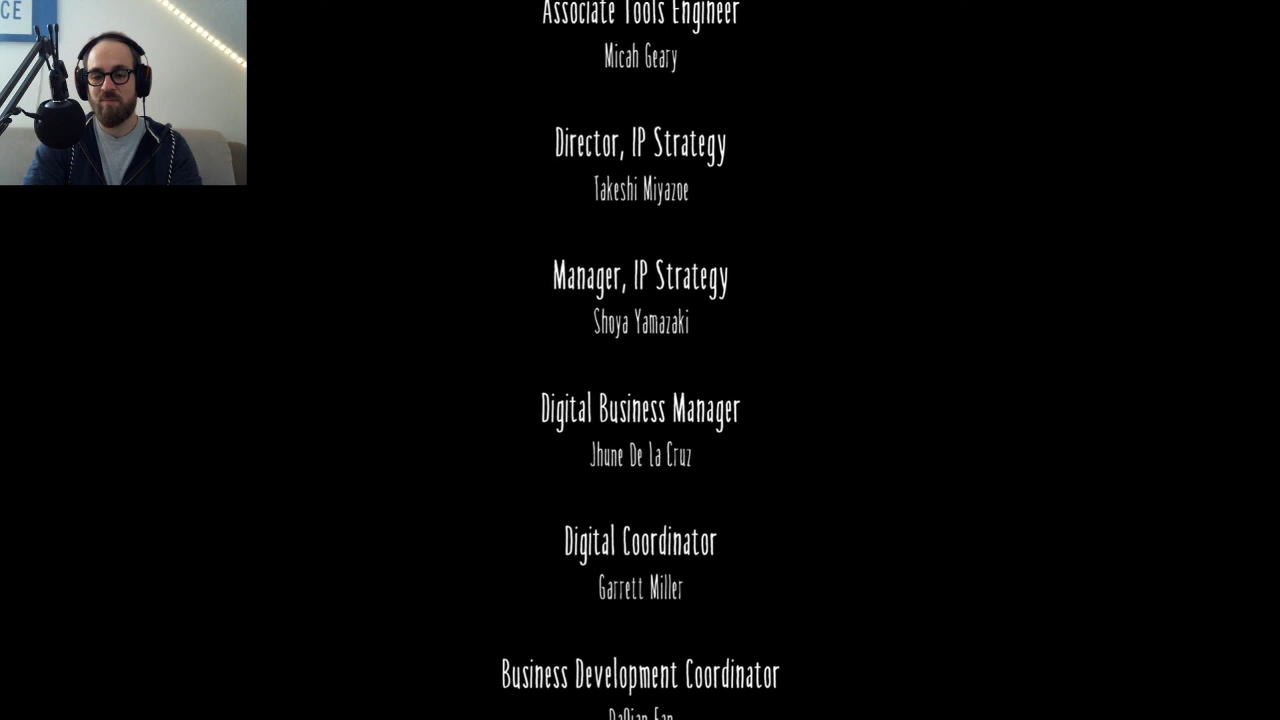 CE
Associate Tools Engineer
Micah Geary
Director, IP Strategy
Takeshi Miyazoe
Manager, IP Strategy
Shoya Yamazaki
Digital Business Manager
Jhune De La Cruz
Digital Coordinator
Garrett Miller
Business Development Coordinator